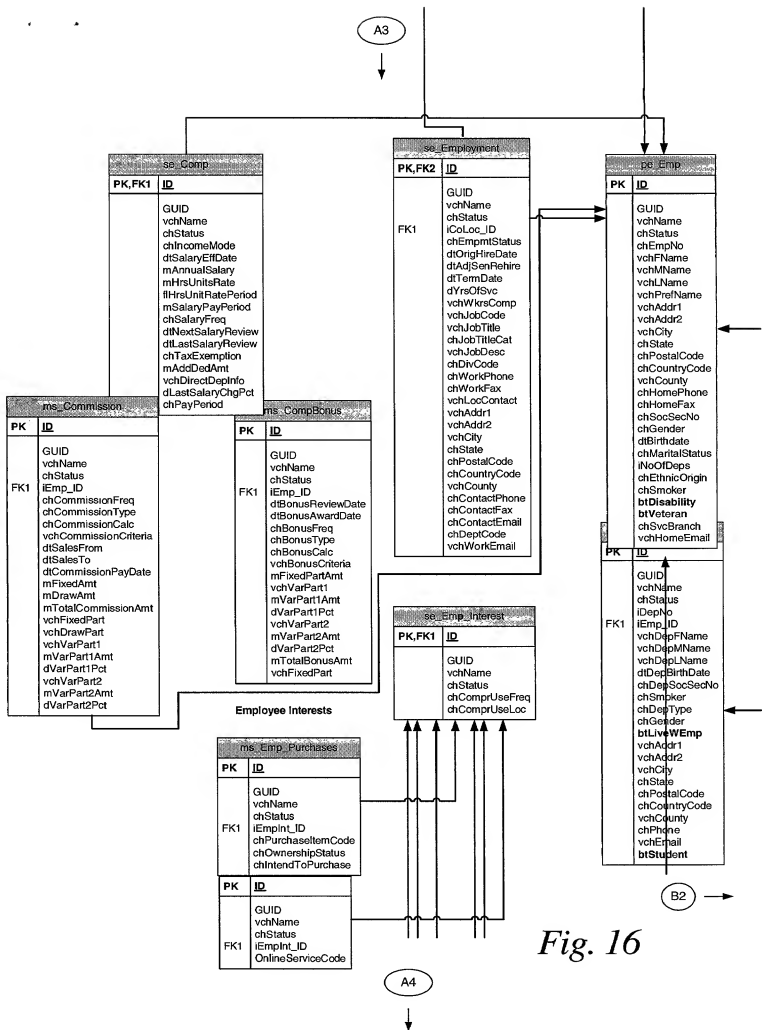 A3
se_Comp
PK,FK1 ID
GUID
vchName
chStatus
chIncomeMode
dtSalaryEffDate
mAnnualSalary
mHrsUnitsRate
flHrsUnitRatePeriod
mSalaryPayPeriod
chSalaryFreq
dtNextSalaryReview
dtLastSalaryReview
chTaxExemption
mAddDedAmt
vchDirectDepInfo
dLastSalaryChgPct
chPayPeriod
se_Employment
PK,FK2 ID
GUID
vchName
chStatus
FK1 iCoLoc_ID
chEmpmtStatus
dtOrigHireDate
dtAdjSenRehire
dtTermDate
dYrsOfSvc
vchWkrsComp
vchJobCode
vchJobTitle
chJobTitleCat
vchJobDesc
chDivCode
chWorkPhone
chWorkFax
vchLocContact
vchAddr1
vchAddr2
vchCity
chState
chPostalCode
chCountryCode
vchCounty
chContactPhone
chContactFax
chContactEmail
chDeptCode
vchWorkEmail
pe_Emp
PK ID
GUID
vchName
chStatus
chEmpNo
vchFName
vchMName
vchLName
vchPrefName
vchAddr1
vchAddr2
vchCity
chState
chPostalCode
chCountryCode
vchCounty
chHomePhone
chHomeFax
chSocSecNo
chGender
dtBirthdate
chMaritalStatus
iNoOfDeps
chEthnicOrigin
chSmoker
btDisability
btVeteran
chSvcBranch
vchHomeEmail
ms_Commission
PK ID
GUID
vchName
chStatus
FK1 iEmp_ID
chCommissionFreq
chCommissionType
chCommissionCalc
vchCommissionCriteria
dtSalesFrom
dtSalesTo
dtCommissionPayDate
mFixedAmt
mDrawAmt
mTotalCommissionAmt
vchFixedPart
vchDrawPart
vchVarPart1
mVarPart1Amt
dVarPart1Pct
vchVarPart2
mVarPart2Amt
dVarPart2Pct
ms_CompBonus
PK ID
GUID
vchName
chStatus
FK1 iEmp_ID
dtBonusReviewDate
dtBonusAwardDate
chBonusFreq
chBonusType
chBonusCalc
vchBonusCriteria
mFixedPartAmt
vchVarPart1
mVarPart1Amt
dVarPart1Pct
vchVarPart2
mVarPart2Amt
dVarPart2Pct
mTotalBonusAmt
vchFixedPart
PK ID
GUID
vchName
chStatus
iDepNo
FK1 iEmp_ID
vchDepFName
vchDepMName
vchDepLName
dtDepBirthDate
chDepSocSecNo
chSmoker
chDepType
chGender
btLiveWEmp
vchAddr1
vchAddr2
vchCity
chState
chPostalCode
chCountryCode
vchCounty
chPhone
vchEmail
btStudent
se_Emp_Interest
PK,FK1 ID
GUID
vchName
chStatus
chComprUseFreq
chComprUseLoc
Employee Interests
ms_Emp_Purchases
PK ID
GUID
vchName
chStatus
FK1 iEmpInt_ID
chPurchaseItemCode
chOwnershipStatus
chIntendToPurchase
PK ID
GUID
vchName
chStatus
FK1 iEmpInt_ID
OnlineServiceCode
B2
Fig. 16
A4